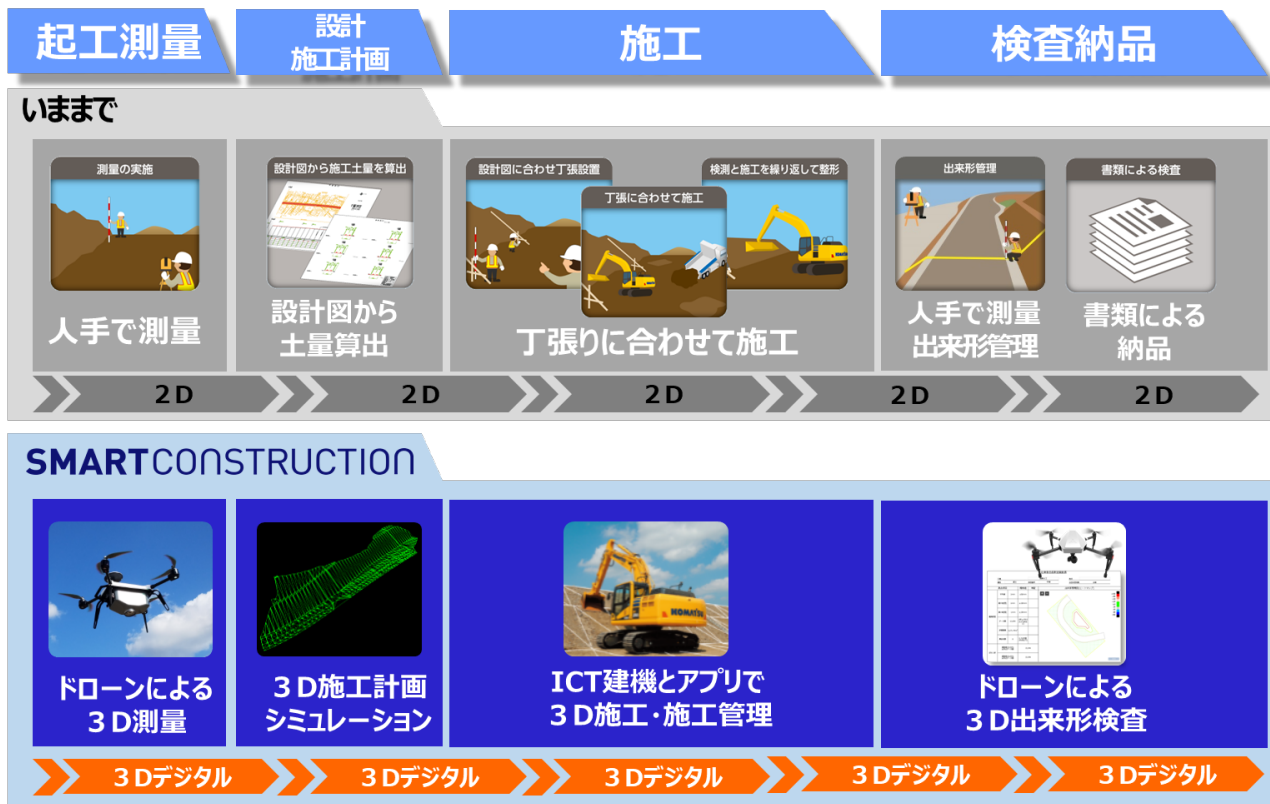 起工測量
設計
施工計画
施工
検査納品
いままで
測量の実施
設計図から施工土量を算出
設計図に合わせ丁張設置
丁張に合わせて施工
検測と施工を繰り返して整形
出来形管理
書類による検査
人手で測量
設計図から
土量算出
丁張りに合わせて施工
人手で測量
出来形管理
書類による
納品
2D
2D
2D
2D
2D
SMARTCONSTRUCTION
KOMATSU
ドローンによる
3D測量
3D施工計画
シミュレーション
ICT建機とアプリで
3D施工・施工管理
ドローンによる
3D出来形検査
3Dデジタル
3Dデジタル
3Dデジタル
3Dデジタル
3Dデジタル